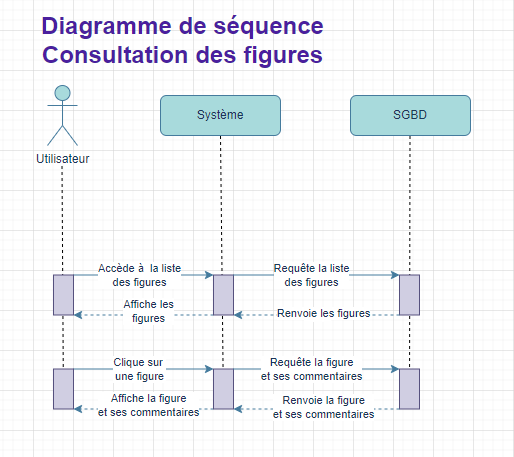 Diagramme de séquence
Consultation des figures
Système
SGBD
Utilisateur
Accède à la liste
des figures
Requête la liste
des figures
Affiche les
figures
Renvoie les figures
Clique sur
une figure
Requête la figure
et ses commentaires
Affiche la figure
et ses commentaires
Renvoie la figure
et ses commentaires